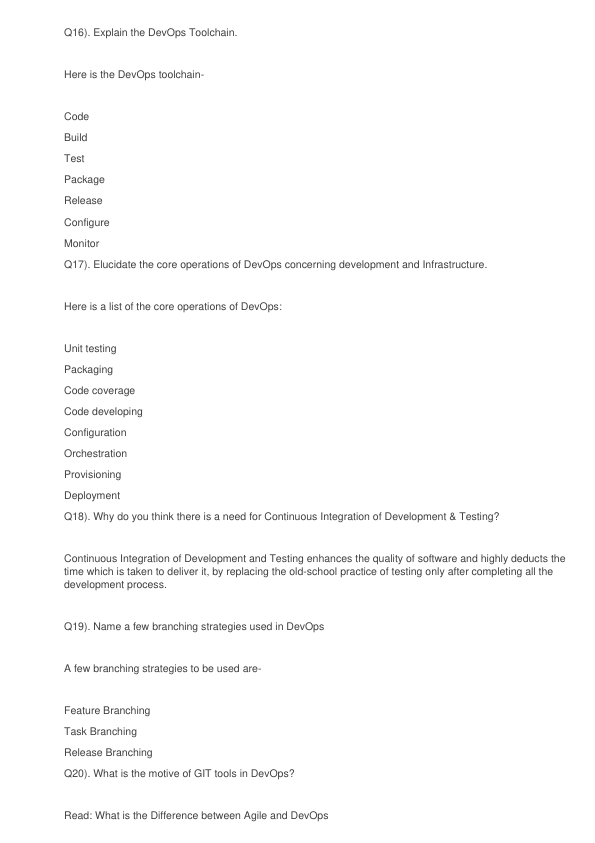 Q16). Explain the DevOps Toolchain.
Here is the DevOps toolchain-
Code
Build
Test
Package
Release
Configure
Monitor
Q17). Elucidate the core operations of DevOps concerning development and Infrastructure.
Here is a list of the core operations of DevOps:
Unit testing
Packaging
Code coverage
Code developing
Configuration
Orchestration
Provisioning
Deployment
Q18). Why do you think there is a need for Continuous Integration of Development & Testing?
Continuous Integration of Development and Testing enhances the quality of software and highly deducts the
time which is taken to deliver it, by replacing the old-school practice of testing only after completing all the
development process.
Q19). Name a few branching strategies used in DevOps
A few branching strategies to be used are-
Feature Branching
Task Branching
Release Branching
Q20). What is the motive of GIT tools in DevOps?
Read: What is the Difference between Agile and DevOps